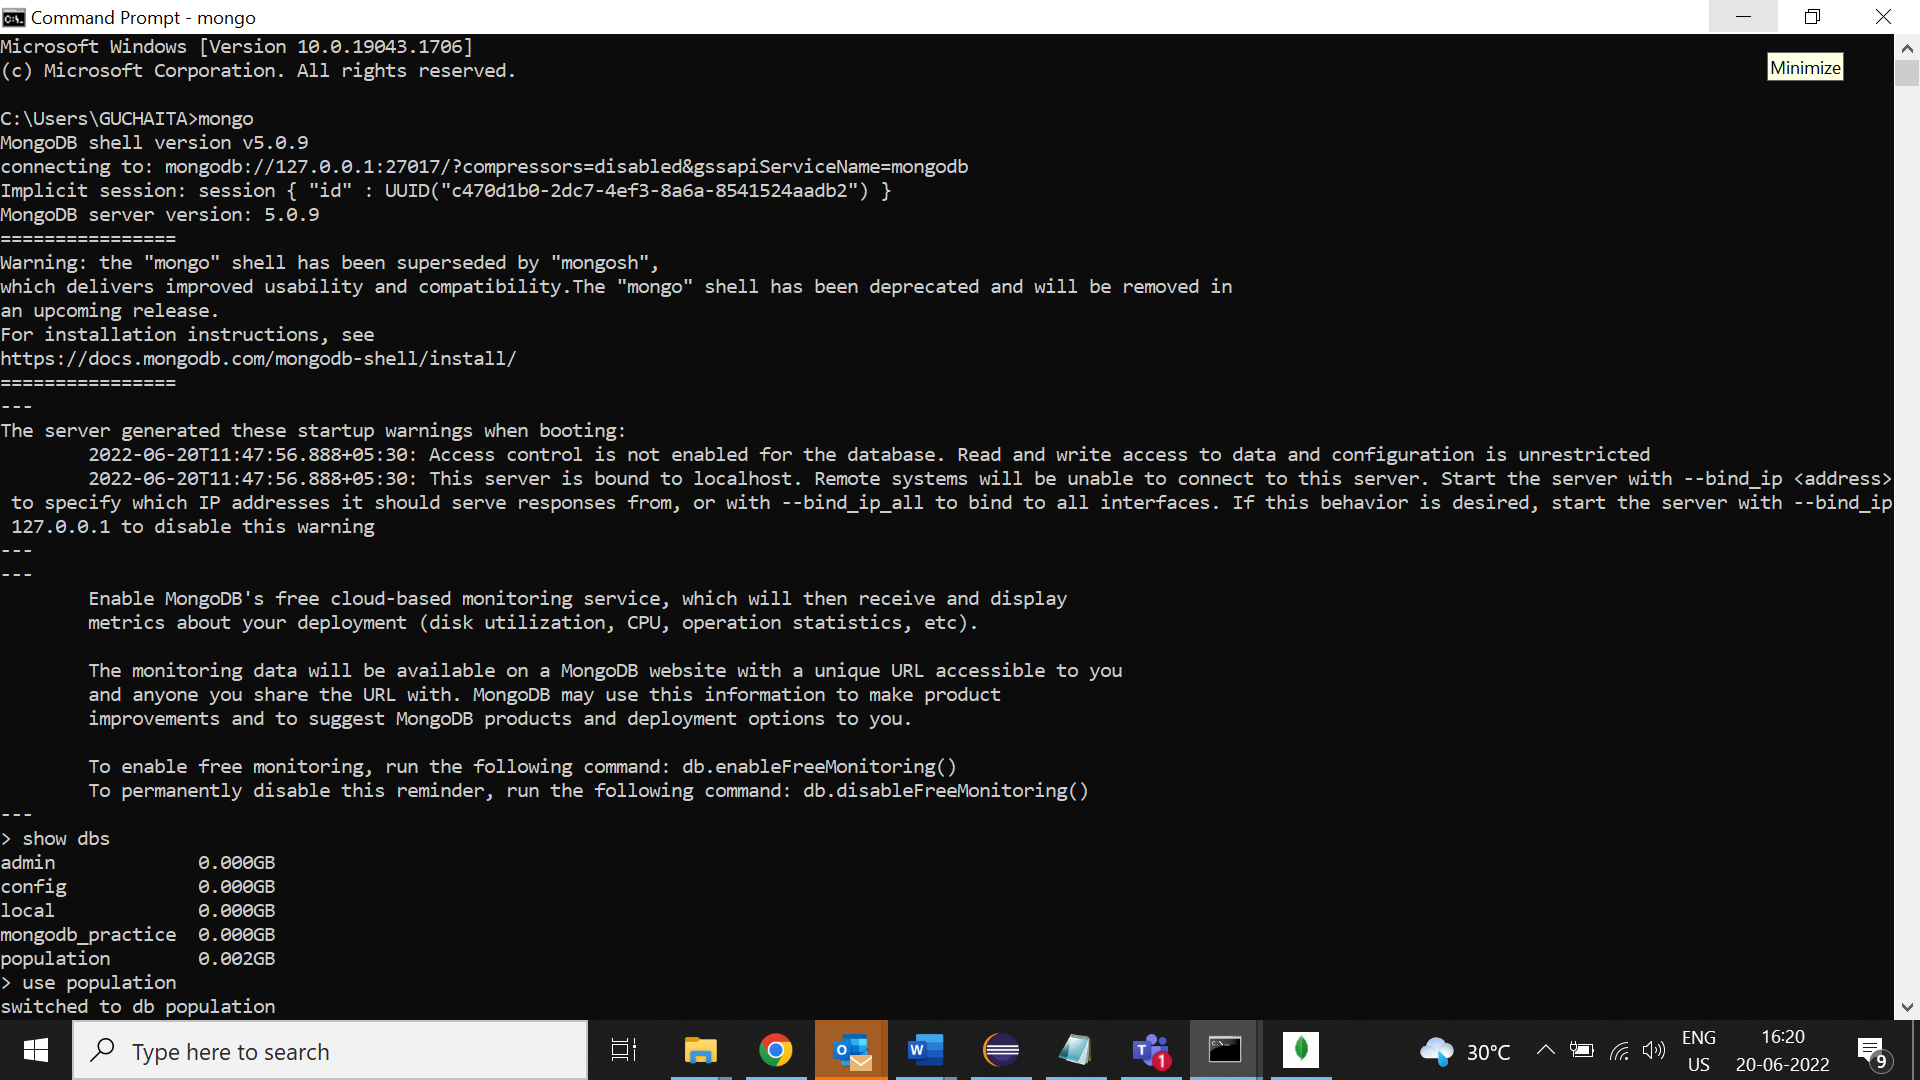 Command Prompt - mongo
Microsoft Windows [Version 10.0.19043.1706]
(c) Microsoft Corporation. All rights reserved.
Minimize
C:\Users\GUCHAITA>mongo
MongoDB shell version v5.0.9
connecting to: mongodb://127.0.0.1:27017/?compressors=disabled&gssapiServiceName=mongodb
Implicit session: session { "id" : UUID("c470d1b0-2dc7-4ef3-8a6a-8541524aadb2") }
MongoDB server version: 5.0.9
================
Warning: the "mongo" shell has been superseded by "mongosh",
which delivers improved usability and compatibility.The "mongo" shell has been deprecated and will be removed in
an upcoming release.
For installation instructions, see
https://docs.mongodb.com/mongodb-shell/install/
================
---
The server generated these startup warnings when booting:
2022-06-20T11:47:56.888+05:30: Access control is not enabled for the database. Read and write access to data and configuration is unrestricted
2022-06-20T11:47:56.888+05:30: This server is bound to localhost. Remote systems will be unable to connect to this server. Start the server with --bind_ip <address>
to specify which IP addresses it should serve responses from, or with --bind_ip_all to bind to all interfaces. If this behavior is desired, start the server with --bind_ip
127.0.0.1 to disable this warning
---
---
Enable MongoDB's free cloud-based monitoring service, which will then receive and display
metrics about your deployment (disk utilization, CPU, operation statistics, etc).
The monitoring data will be available on a MongoDB website with a unique URL accessible to you
and anyone you share the URL with. MongoDB may use this information to make product
improvements and to suggest MongoDB products and deployment options to you.
To enable free monitoring, run the following command: db.enableFreeMonitoring()
To permanently disable this reminder, run the following command: db.disableFreeMonitoring()
---
> show dbs
admin 0.000GB
config 0.000GB
local 0.000GB
mongodb_practice 0.000GB
population 0.002GB
> use population
switched to db population
Type here to search
30°C
ENG
US
16:20
20-06-2022
9
1